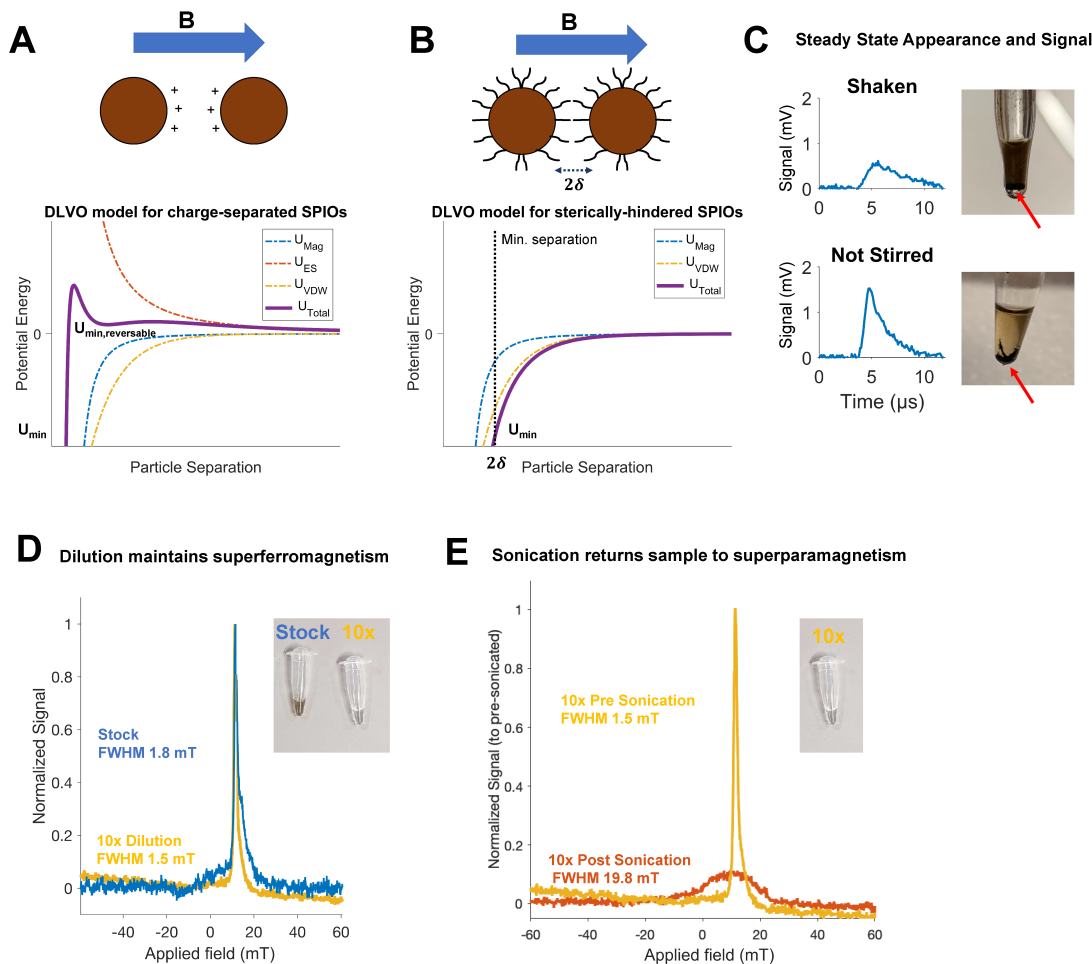 A
B
+ +
+ +
+ +
DLVO model for charge-separated SPIOs
U_Mag
U_ES
U_VDW
U_Total
Potential Energy
0
U_min,reversable
U_min
Particle Separation
B
B
2δ
DLVO model for sterically-hindered SPIOs
Min. separation
U_Mag
U_VDW
U_Total
Potential Energy
0
U_min
2δ
Particle Separation
C
Steady State Appearance and Signal
Shaken
Signal (mV)
2
1
0
0 5 10
Not Stirred
Signal (mV)
2
1
0
0 5 10
Time (μs)
D
Dilution maintains superferromagnetism
Stock 10x
Stock
FWHM 1.8 mT
10x Dilution
FWHM 1.5 mT
Normalized Signal
1
0.8
0.6
0.4
0.2
0
-40 -20 0 20 40 60
Applied field (mT)
E
Sonication returns sample to superparamagnetism
10x
10x Pre Sonication
FWHM 1.5 mT
10x Post Sonication
FWHM 19.8 mT
Normalized Signal (to pre-sonicated)
1
0.8
0.6
0.4
0.2
0
-60 -40 -20 0 20 40 60
Applied field (mT)